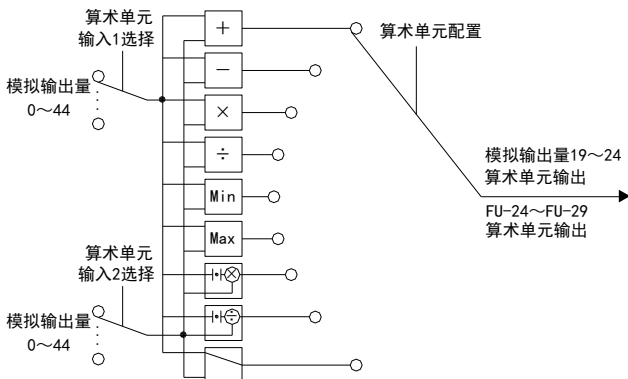 算术单元
输入1选择
模拟输出量
0～44
+
−
×
÷
Min
Max
|•|⊗
|•|⊕
算术单元
输入2选择
模拟输出量
0～44
算术单元配置
模拟输出量19～24
算术单元输出
FU-24～FU-29
算术单元输出